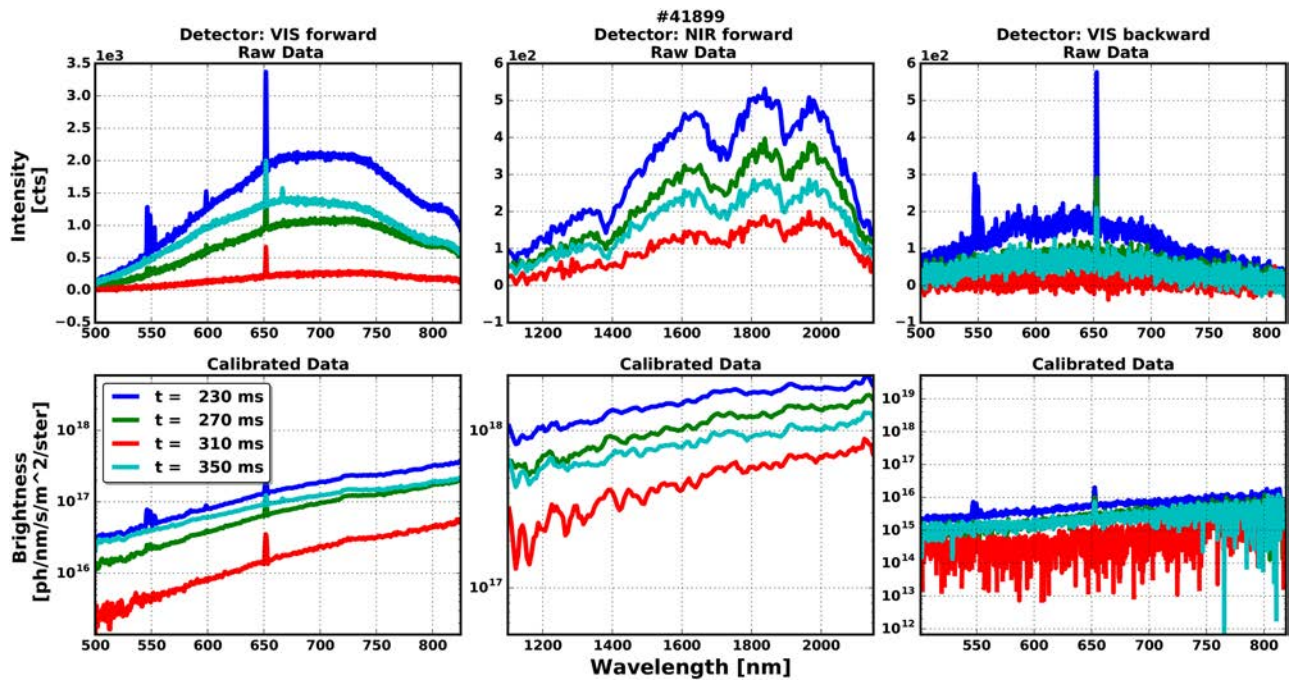 #41899
Detector: VIS forward
Raw Data
Detector: NIR forward
Raw Data
Detector: VIS backward
Raw Data
1e3
3.5
3.0
2.5
2.0
1.5
1.0
0.5
0.0
−0.5
500 550 600 650 700 750 800
Intensity
[cts]
1e2
6
5
4
3
2
1
0
−1
1200 1400 1600 1800 2000
1e2
6
5
4
3
2
1
0
−1
500 550 600 650 700 750 800
Calibrated Data
Calibrated Data
Calibrated Data
t = 230 ms
t = 270 ms
t = 310 ms
t = 350 ms
10^18
10^17
10^16
500 550 600 650 700 750 800
Brightness
[ph/nm/s/m^2/ster]
10^18
10^17
1200 1400 1600 1800 2000
10^19
10^18
10^17
10^16
10^15
10^14
10^13
10^12
550 600 650 700 750 800
Wavelength [nm]